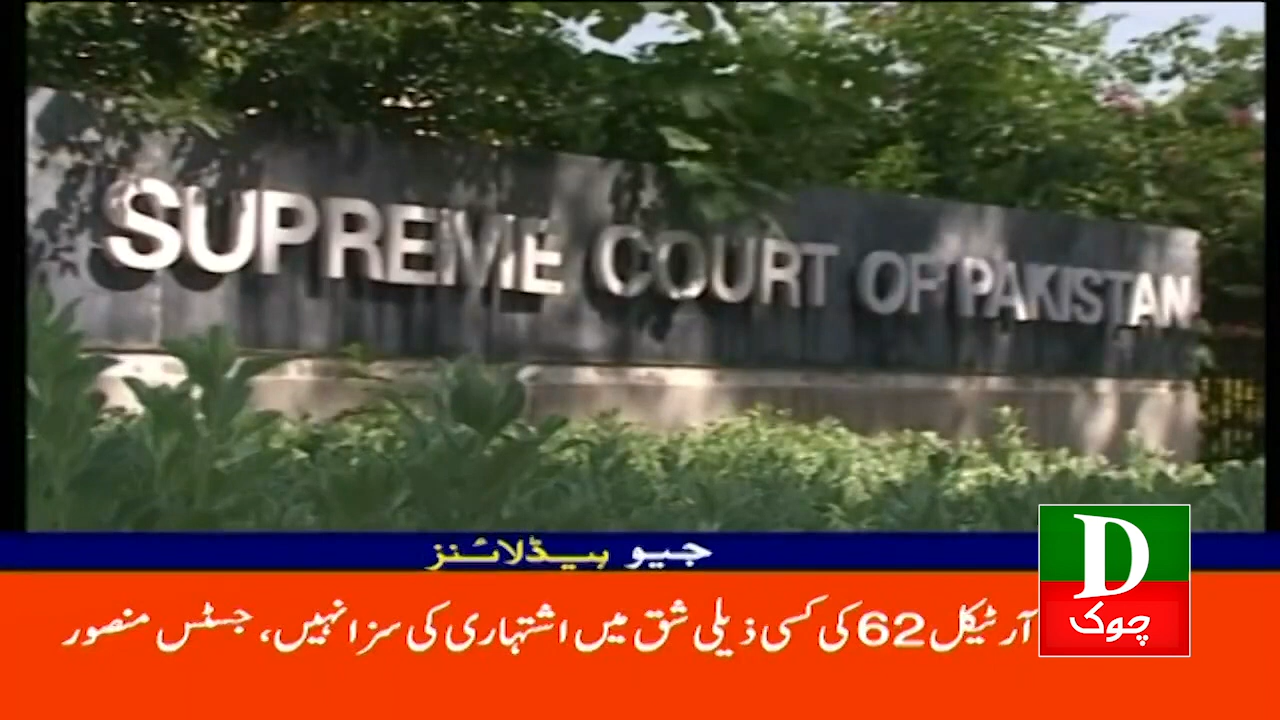 SUPREME COURT OF PAKISTAN
جیو ہیڈلائنز
آرٹیکل 62 کی کسی ذیلی شق میں اشتہاری کی سزا نہیں، جسٹس منصور
D
چوک